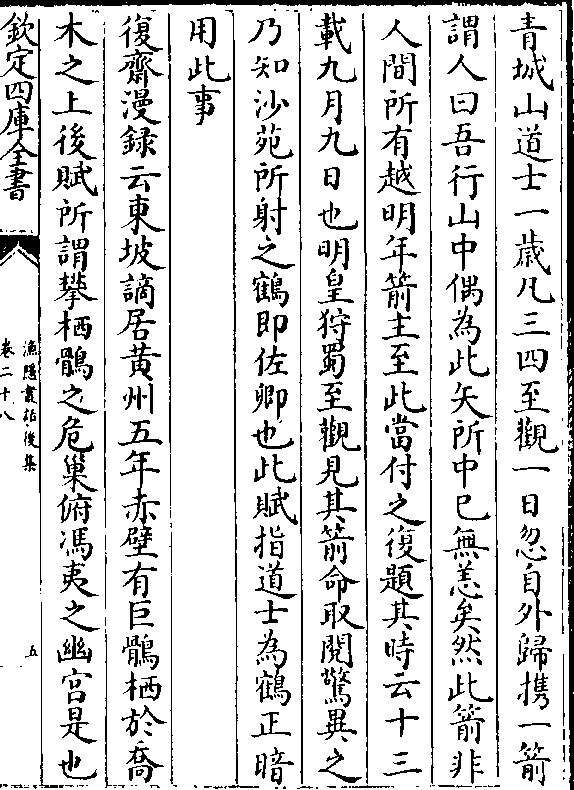 青城山道士一歳凡三四至觀一日忽自外歸攜一箭
謂人曰吾行山中偶為此矢所中已無恙矣然此箭非
人間所有越明年箭主至此當付之復題其時云十三
載九月九日也明皇狩蜀至觀見其箭命取閱驚異之
乃知沙苑所射之鶴即佐卿也此賦指道士為鶴正暗
用此事
復齋漫録云東坡謫居黃州五年赤壁有巨鶻栖於喬
木之上後賦所謂攀栖鶻之危巢俯馮夷之幽宮是也
欽定四庫全書
漁隱叢話後集
卷二十八
五